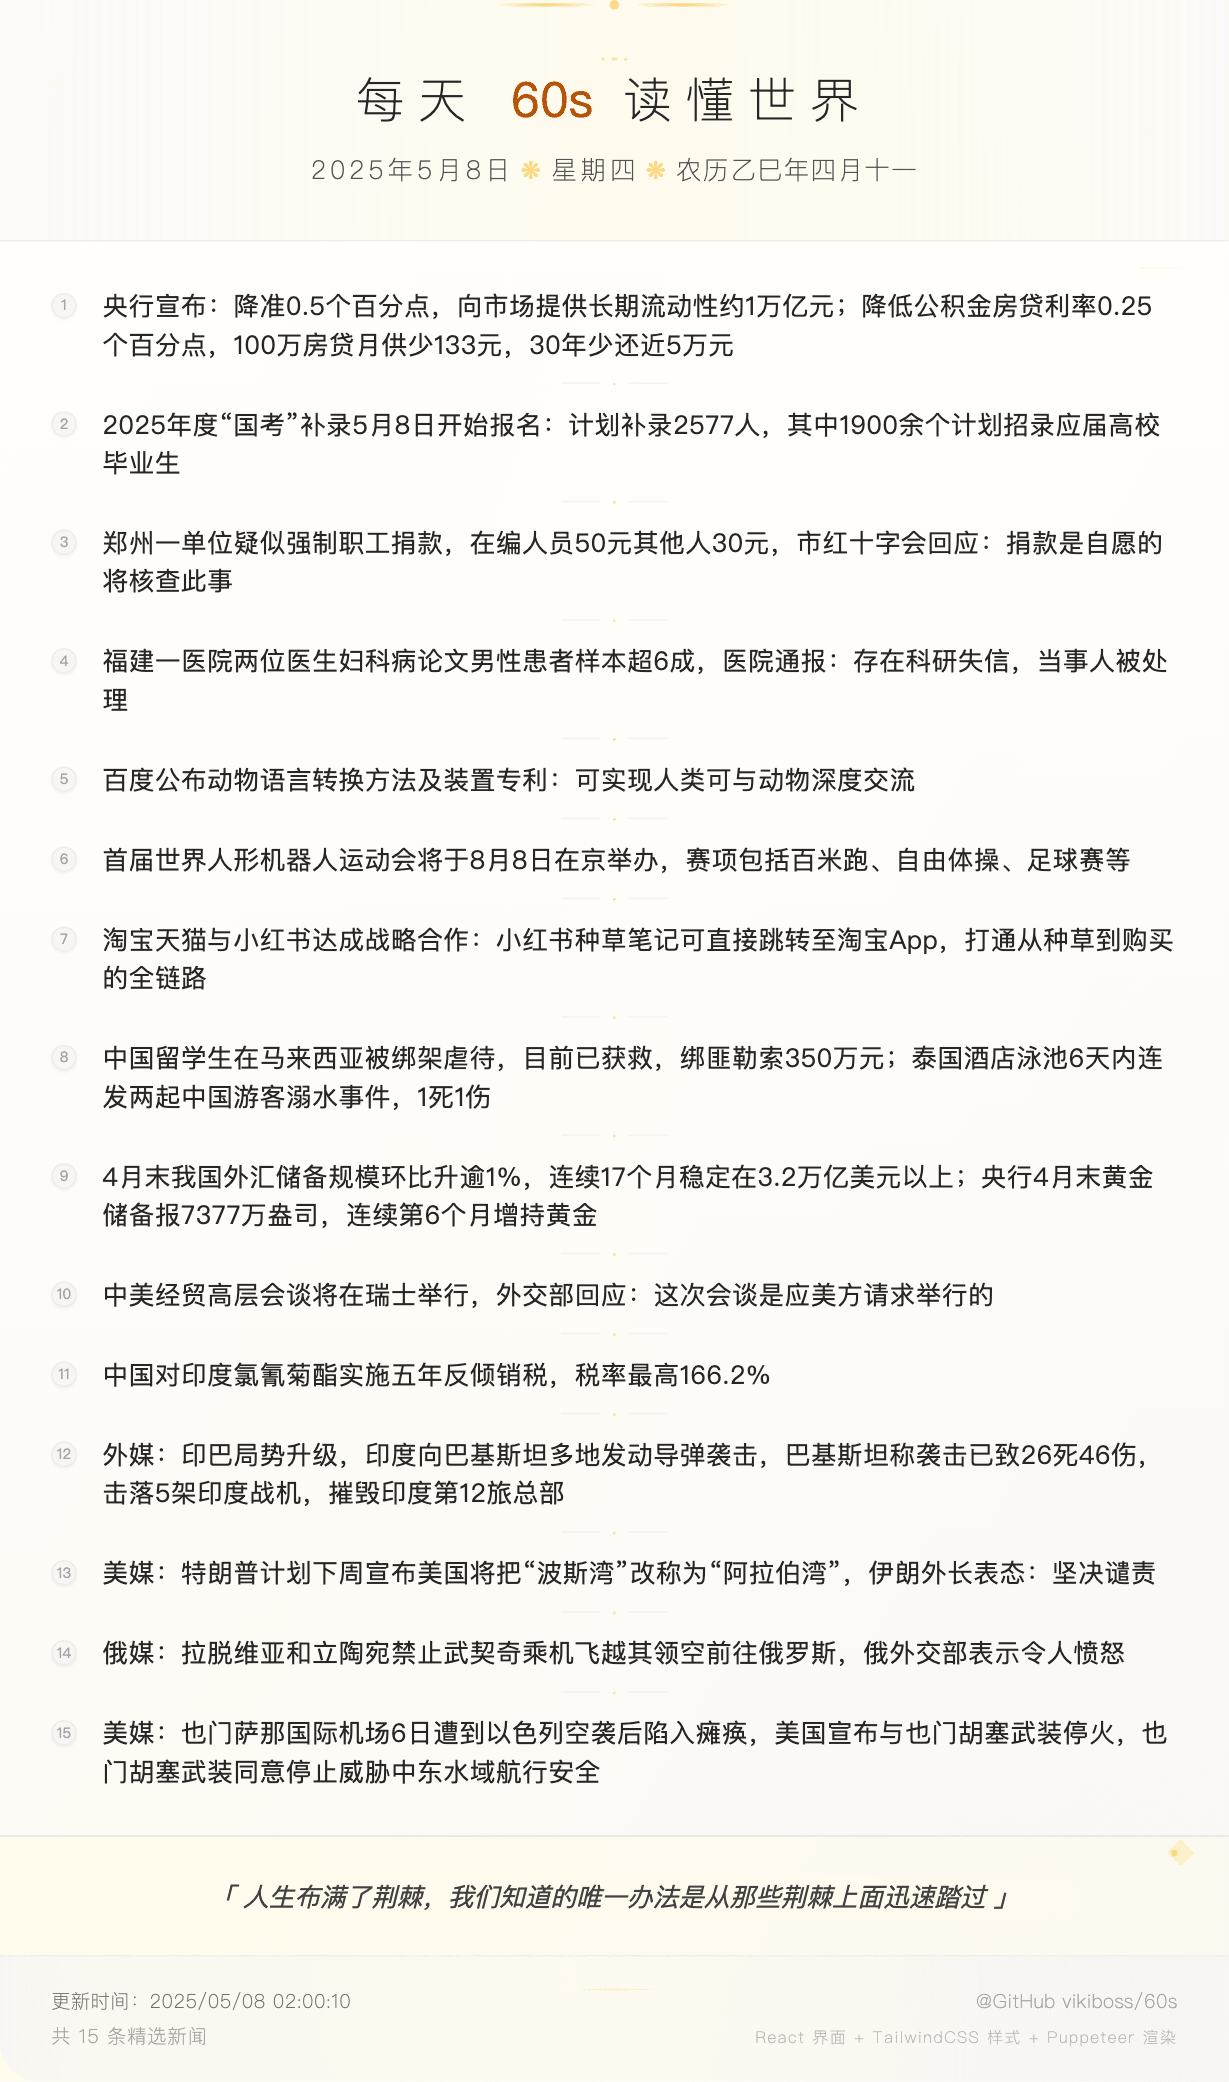 每天 60s 读懂世界
2025年5月8日 ❋ 星期四 ❋ 农历乙巳年四月十一
1 央行宣布：降准0.5个百分点，向市场提供长期流动性约1万亿元；降低公积金房贷利率0.25
个百分点，100万房贷月供少133元，30年少还近5万元
2 2025年度“国考”补录5月8日开始报名：计划补录2577人，其中1900余个计划招录应届高校
毕业生
3 郑州一单位疑似强制职工捐款，在编人员50元其他人30元，市红十字会回应：捐款是自愿的
将核查此事
4 福建一医院两位医生妇科病论文男性患者样本超6成，医院通报：存在科研失信，当事人被处
理
5 百度公布动物语言转换方法及装置专利：可实现人类可与动物深度交流
6 首届世界人形机器人运动会将于8月8日在京举办，赛项包括百米跑、自由体操、足球赛等
7 淘宝天猫与小红书达成战略合作：小红书种草笔记可直接跳转至淘宝App，打通从种草到购买
的全链路
8 中国留学生在马来西亚被绑架虐待，目前已获救，绑匪勒索350万元；泰国酒店泳池6天内连
发两起中国游客溺水事件，1死1伤
9 4月末我国外汇储备规模环比升逾1%，连续17个月稳定在3.2万亿美元以上；央行4月末黄金
储备报7377万盎司，连续第6个月增持黄金
10 中美经贸高层会谈将在瑞士举行，外交部回应：这次会谈是应美方请求举行的
11 中国对印度氯氰菊酯实施五年反倾销税，税率最高166.2%
12 外媒：印巴局势升级，印度向巴基斯坦多地发动导弹袭击，巴基斯坦称袭击已致26死46伤，
击落5架印度战机，摧毁印度第12旅总部
13 美媒：特朗普计划下周宣布美国将把“波斯湾”改称为“阿拉伯湾”，伊朗外长表态：坚决谴责
14 俄媒：拉脱维亚和立陶宛禁止武契奇乘机飞越其领空前往俄罗斯，俄外交部表示令人愤怒
15 美媒：也门萨那国际机场6日遭到以色列空袭后陷入瘫痪，美国宣布与也门胡塞武装停火，也
门胡塞武装同意停止威胁中东水域航行安全
「 人生布满了荆棘，我们知道的唯一办法是从那些荆棘上面迅速踏过 」
更新时间：2025/05/08 02:00:10
@GitHub vikiboss/60s
共 15 条精选新闻
React 界面 + TailwindCSS 样式 + Puppeteer 渲染